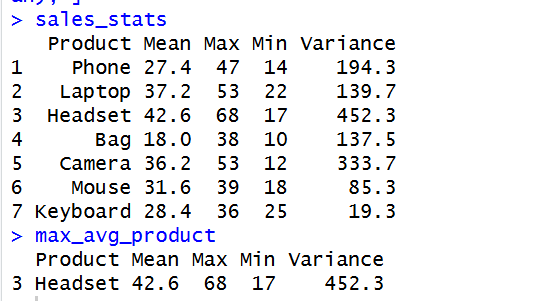 > sales_stats
Product Mean Max Min Variance
1 Phone 27.4 47 14 194.3
2 Laptop 37.2 53 22 139.7
3 Headset 42.6 68 17 452.3
4 Bag 18.0 38 10 137.5
5 Camera 36.2 53 12 333.7
6 Mouse 31.6 39 18 85.3
7 Keyboard 28.4 36 25 19.3
> max_avg_product
Product Mean Max Min Variance
3 Headset 42.6 68 17 452.3